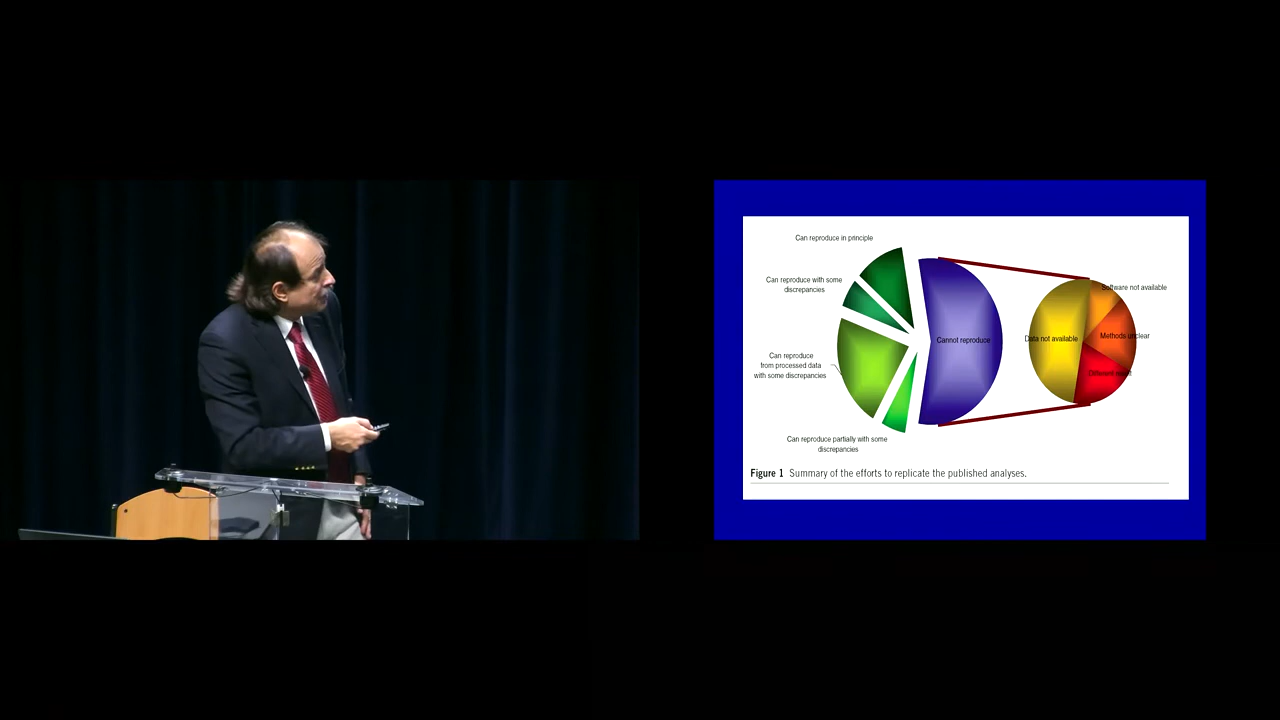 Can reproduce in principle
Can reproduce with some
discrepancies
Can reproduce
from processed data
with some discrepancies
Can reproduce partially with some
discrepancies
Cannot reproduce
Software not available
Data not available
Methods unclear
Different result
Figure 1 Summary of the efforts to replicate the published analyses.